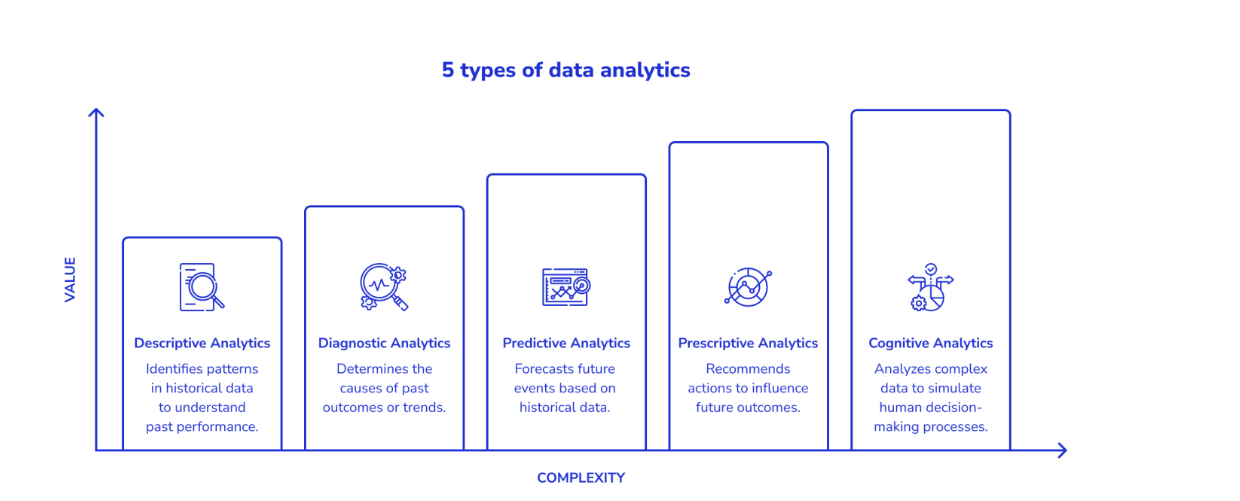 5 types of data analytics
VALUE
Descriptive Analytics
Identifies patterns
in historical data
to understand
past performance.
Diagnostic Analytics
Determines the
causes of past
outcomes or trends.
Predictive Analytics
Forecasts future
events based on
historical data.
Prescriptive Analytics
Recommends
actions to influence
future outcomes.
Cognitive Analytics
Analyzes complex
data to simulate
human decision-
making processes.
COMPLEXITY